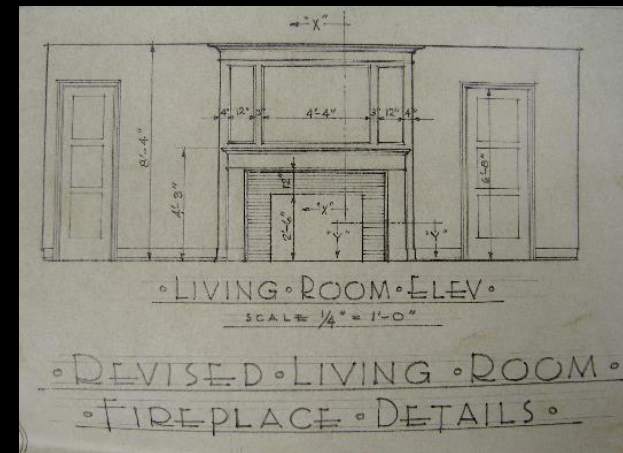 "X"
4" 12" 3" 4'-4" 3" 12" 4"
8'-4"
4'-3"
6'-8"
12"
"X"
2'-6"
"Y" "Y"
•LIVING•ROOM•ELEV•
SCALE 1/4" = 1'-0"
•REVISED•LIVING•ROOM•
•FIREPLACE•DETAILS•